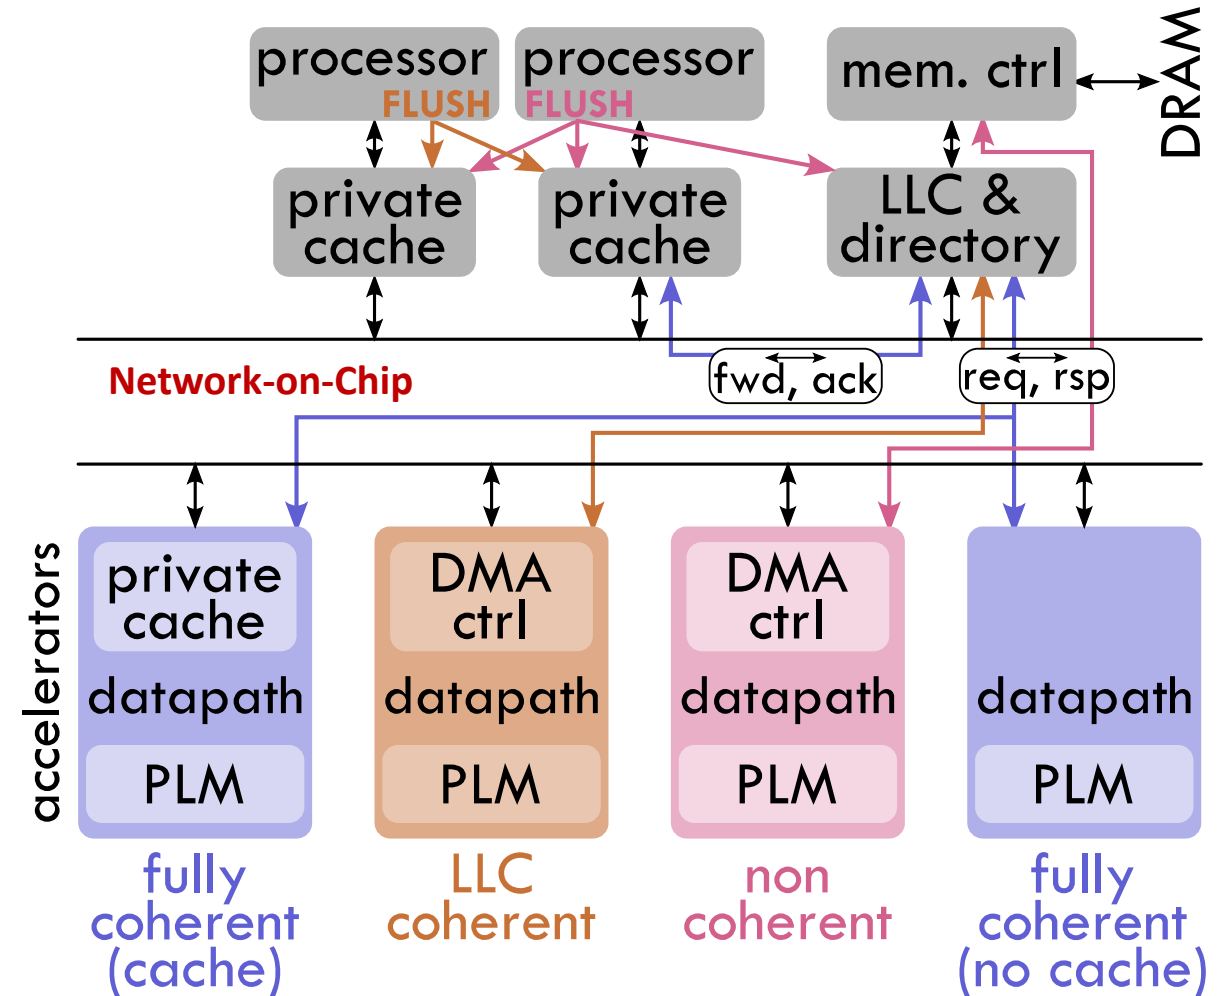 processor
FLUSH
processor
FLUSH
mem. ctrl
DRAM
private
cache
private
cache
LLC &
directory
Network-on-Chip
fwd, ack
req, rsp
accelerators
private
cache
datapath
PLM
DMA
ctrl
datapath
PLM
DMA
ctrl
datapath
PLM
datapath
PLM
fully
coherent
(cache)
LLC
coherent
non
coherent
fully
coherent
(no cache)